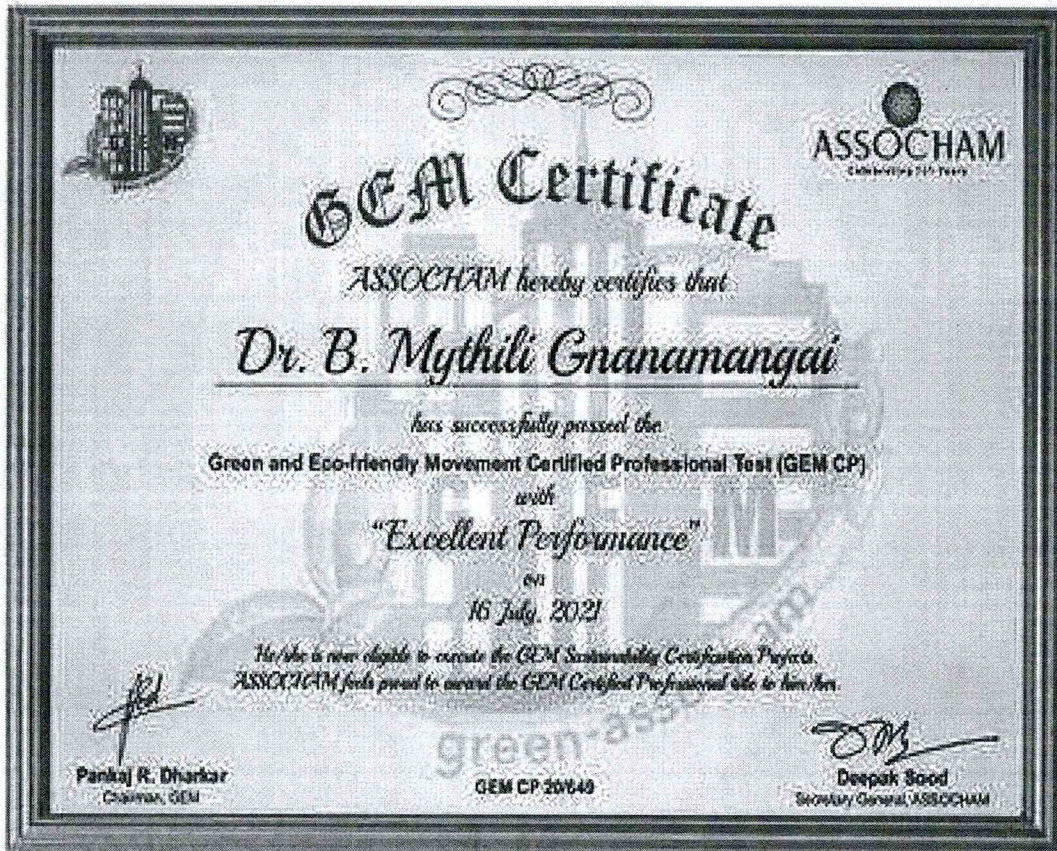 ASSOCHAM
GEM Certificate
ASSOCHAM hereby certifies that
Dr. B. Mythili Gnanamangai
has successfully passed the
Green and Eco-friendly Movement Certified Professional Test (GEM CP)
with
"Excellent Performance"
on
16 July, 2021
He/she is now eligible to execute the GEM Sustainability Certification Projects.
ASSOCHAM feels proud to award the GEM Certified Professional title to him/her.
green-assocham
Pankaj R. Dharkar
Chairman, GEM
GEM CP 20/649
Deepak Sood
Secretary General, ASSOCHAM